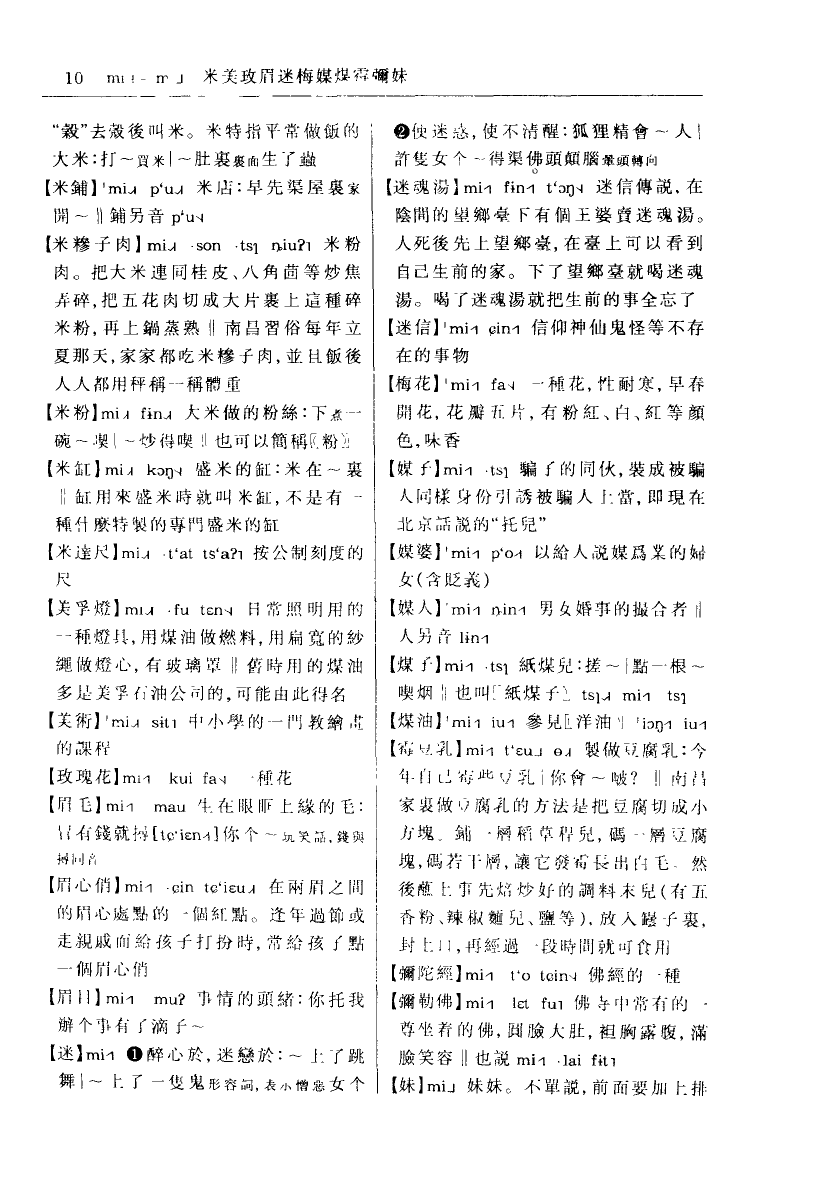 10 mi˩ - mi˩ 米美玫眉迷梅媒煤霉彌妹
“穀”去殼後叫米。米特指平常做飯的
大米:打～買米|～肚裏裏面生了蟲
【米鋪】ˈmi˩ pʻu˩ 米店:早先渠屋裏家
開～‖鋪另音 pʻu˧
【米糝子肉】mi˩ ·son ·tsɿ ȵiuʔ˥ 米粉
肉。把大米連同桂皮、八角茴等炒焦
弄碎,把五花肉切成大片裹上這種碎
米粉,再上鍋蒸熟‖南昌習俗每年立
夏那天,家家都吃米糝子肉,並且飯後
人人都用秤稱一稱體重
【米粉】mi˩ fɨn˩ 大米做的粉絲:下煮一
碗～喫|～炒得喫‖也可以簡稱〖粉〗
【米缸】mi˩ kɔŋ˧ 盛米的缸:米在～裏
‖缸用來盛米時就叫米缸,不是有一
種什麼特製的專門盛米的缸
【米達尺】mi˩ ·tʻat tsʻaʔ˥ 按公制刻度的
尺
【美孚燈】mi˩ ·fu tɛn˧ 日常照明用的
一種燈具,用煤油做燃料,用扁寬的紗
繩做燈心,有玻璃罩‖舊時用的煤油
多是美孚石油公司的,可能由此得名
【美術】ˈmi˩ sɨt˥ 中小學的一門教繪畫
的課程
【玫瑰花】mi˧ kui fa˧ 一種花
【眉毛】mi˧ mau 生在眼眶上緣的毛:
冒有錢就撏[tɕʻiɛn˧]你个～玩笑話,錢與
撏同音
【眉心俏】mi˧ ·ɕin tɕʻiɛu˩ 在兩眉之間
的眉心處點的一個紅點。逢年過節或
走親戚而給孩子打扮時,常給孩子點
一個眉心俏
【眉目】mi˧ muʔ 事情的頭緒:你托我
辦个事有了滴子～
【迷】mi˧ ❶醉心於,迷戀於:～上了跳
舞|～上了一隻鬼形容詞,表示憎惡女个
❷使迷惑,使不清醒:狐狸精會～人|
許隻女个～得渠佛頭顛腦暈頭轉向
【迷魂湯】mi˧ fɨn˧ tʻɔŋ˧ 迷信傳説,在
陰間的望鄉臺下有個王婆賣迷魂湯。
人死後先上望鄉臺,在臺上可以看到
自己生前的家。下了望鄉臺就喝迷魂
湯。喝了迷魂湯就把生前的事全忘了
【迷信】ˈmi˧ ɕin˧ 信仰神仙鬼怪等不存
在的事物
【梅花】ˈmi˧ fa˧ 一種花,性耐寒,早春
開花,花瓣五片,有粉紅、白、紅等顏
色,味香
【媒子】mi˧ ·tsɿ 騙子的同伙,裝成被騙
人同樣身份引誘被騙人上當,即現在
北京話説的“托兒”
【媒婆】ˈmi˧ pʻo˧ 以給人説媒爲業的婦
女(含貶義)
【媒人】ˈmi˧ ȵin˧ 男女婚事的撮合者‖
人另音 lɨn˧
【煤子】mi˧ ·tsɿ 紙煤兒:搓～|點一根～
喫烟‖也叫〖紙煤子〗tsɿ˩ mi˧ tsɿ
【煤油】ˈmi˧ iu˧ 參見〖洋油〗ˈiɔŋ˧ iu˧
【霉豆乳】mi˧ tʻɛu˩ ɵ˩ 製做豆腐乳:今
年自己霉些豆乳|你會～啵?‖南昌
家裏做豆腐乳的方法是把豆腐切成小
方塊。鋪一層稻草稈兒,碼一層豆腐
塊,碼若干層,讓它發霉長出白毛。然
後蘸上事先焙炒好的調料末兒(有五
香粉、辣椒麵兒、鹽等),放入罎子裏,
封上口,再經過一段時間就可食用
【彌陀經】mi˧ tʻo tɕin˧ 佛經的一種
【彌勒佛】mi˧ lɛt fu˥ 佛寺中常有的一
尊坐着的佛,圓臉大肚,袒胸露腹,滿
臉笑容‖也説 mi˧ ·lai fɨt˥
【妹】mi˩ 妹妹。不單説,前面要加上排